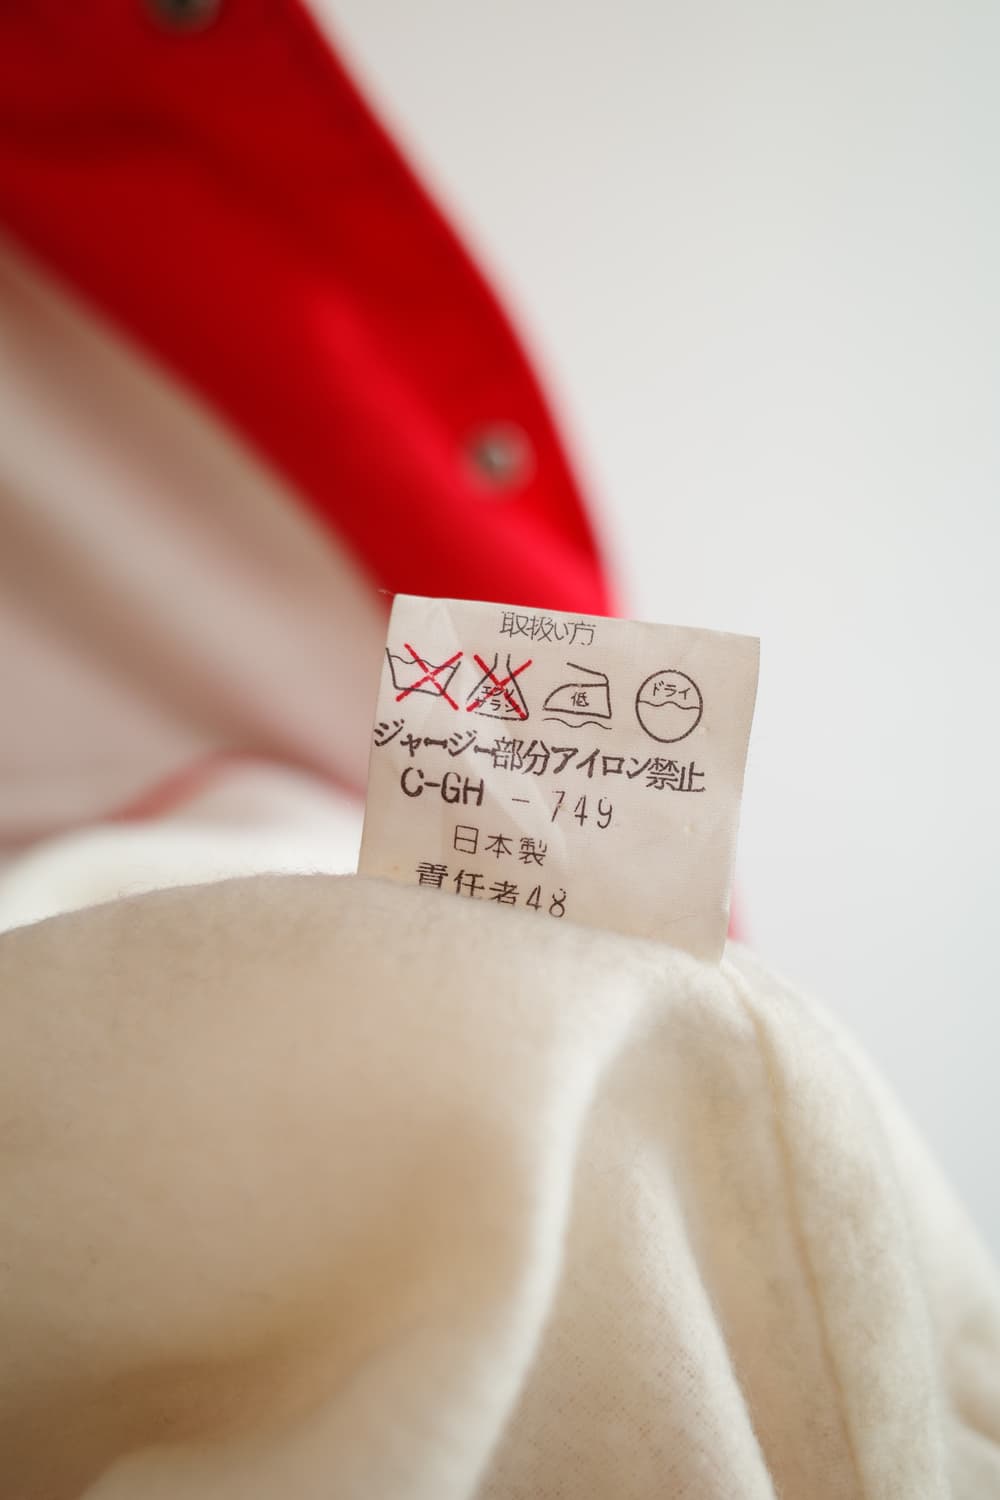 取扱い方
エンソ サラシ 低 ドライ
ジャージー部分アイロン禁止
C-GH - 749
日本製
責任者48